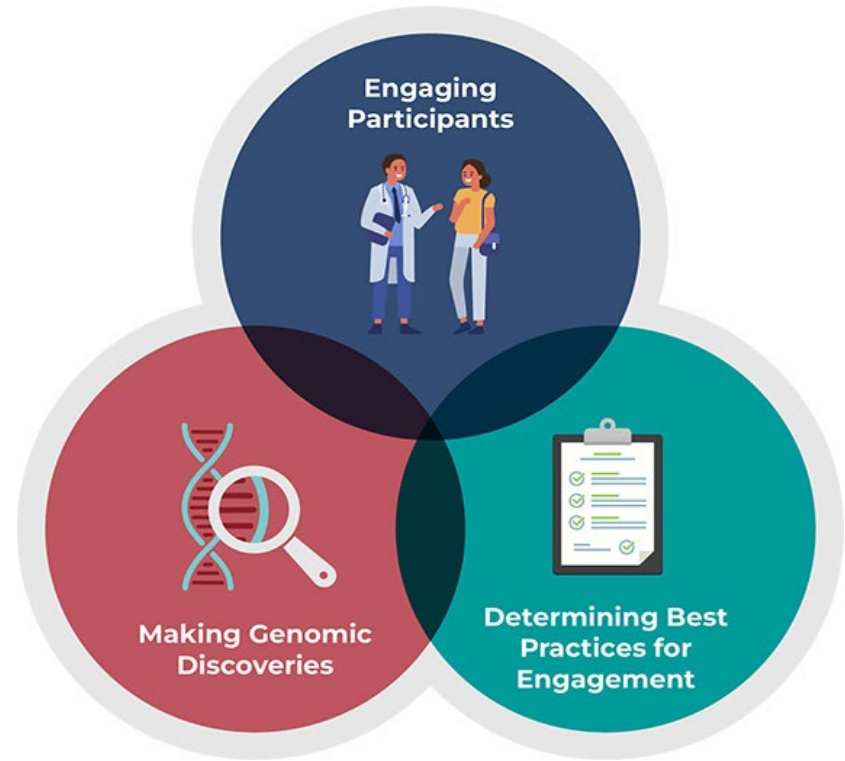 Engaging
Participants
Making Genomic
Discoveries
Determining Best
Practices for
Engagement